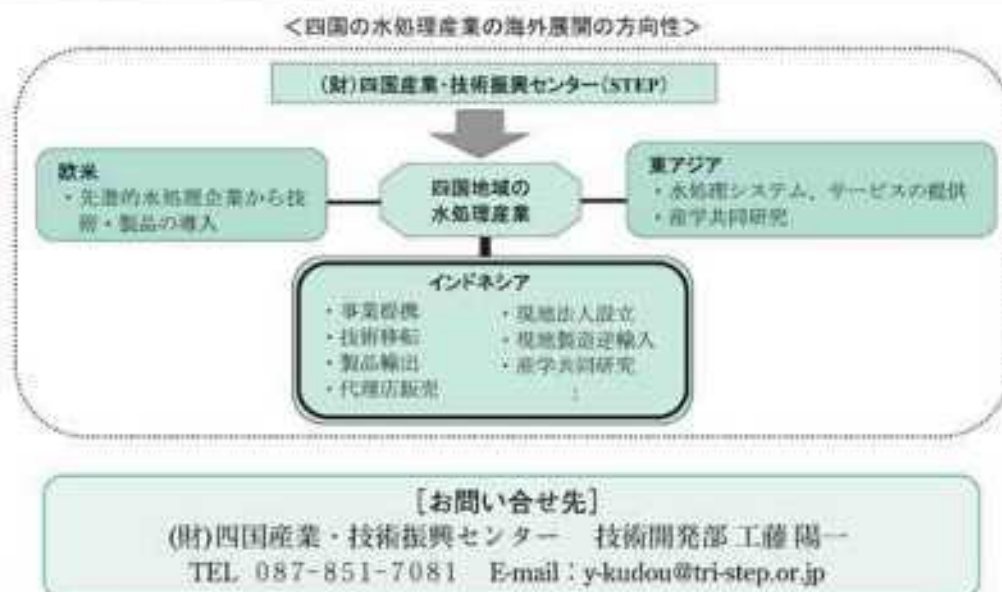 ＜四国の水処理産業の海外展開の方向性＞
(財)四国産業・技術振興センター(STEP)
欧米
・先進的水処理企業から技
術・製品の導入
四国地域の
水処理産業
東アジア
・水処理システム、サービスの提供
・産学共同研究
インドネシア
・事業提携
・技術移転
・製品輸出
・代理店販売
・現地法人設立
・現地製造逆輸入
・産学共同研究
：
［お問い合せ先］
(財)四国産業・技術振興センター　技術開発部 工藤 陽一
TEL 087-851-7081 E-mail：y-kudou@tri-step.or.jp